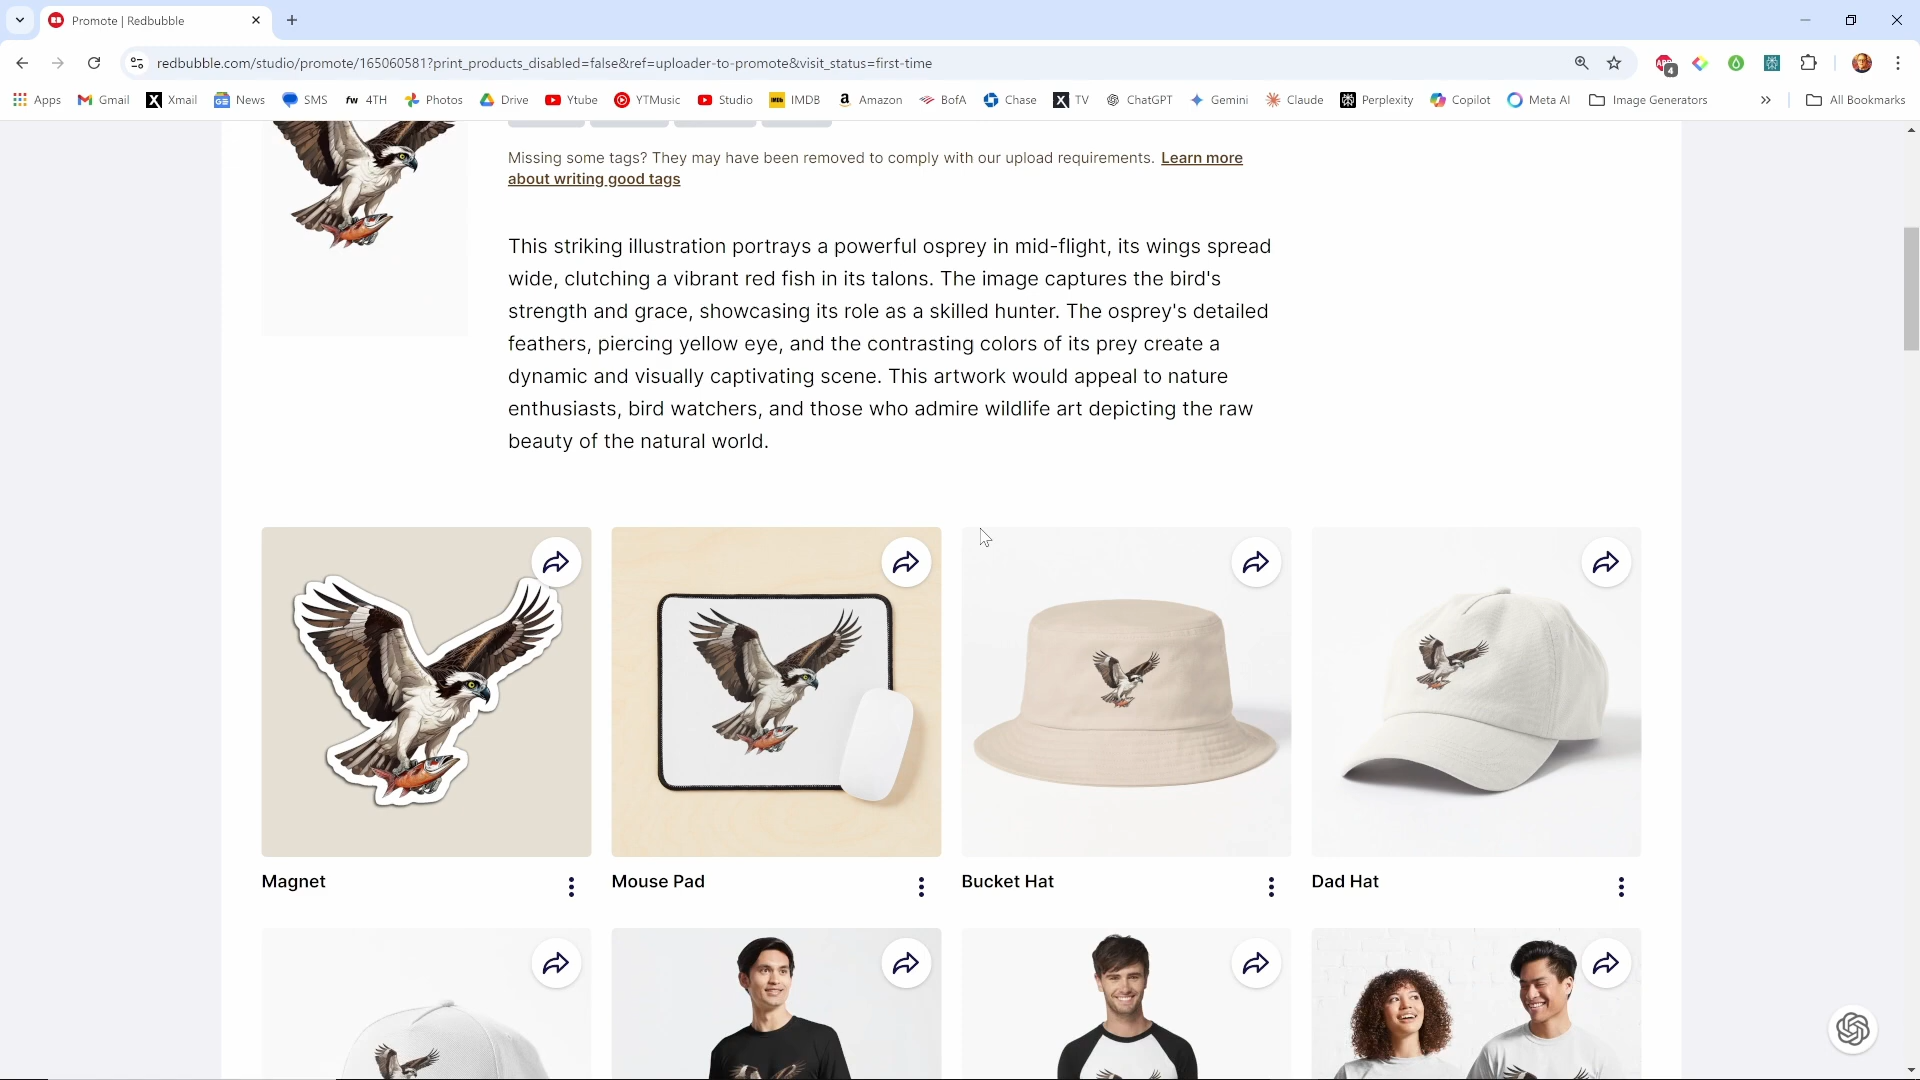 Promote | Redbubble
redbubble.com/studio/promote/165060581?print_products_disabled=false&ref=uploader-to-promote&visit_status=first-time
4
Apps Gmail Xmail News SMS fw 4TH Photos Drive Ytube YTMusic Studio IMDb IMDB Amazon BofA Chase TV ChatGPT Gemini Claude Perplexity Copilot Meta AI Image Generators » All Bookmarks
Missing some tags? They may have been removed to comply with our upload requirements. Learn more
about writing good tags
This striking illustration portrays a powerful osprey in mid-flight, its wings spread
wide, clutching a vibrant red fish in its talons. The image captures the bird's
strength and grace, showcasing its role as a skilled hunter. The osprey's detailed
feathers, piercing yellow eye, and the contrasting colors of its prey create a
dynamic and visually captivating scene. This artwork would appeal to nature
enthusiasts, bird watchers, and those who admire wildlife art depicting the raw
beauty of the natural world.
Magnet
Mouse Pad
Bucket Hat
Dad Hat